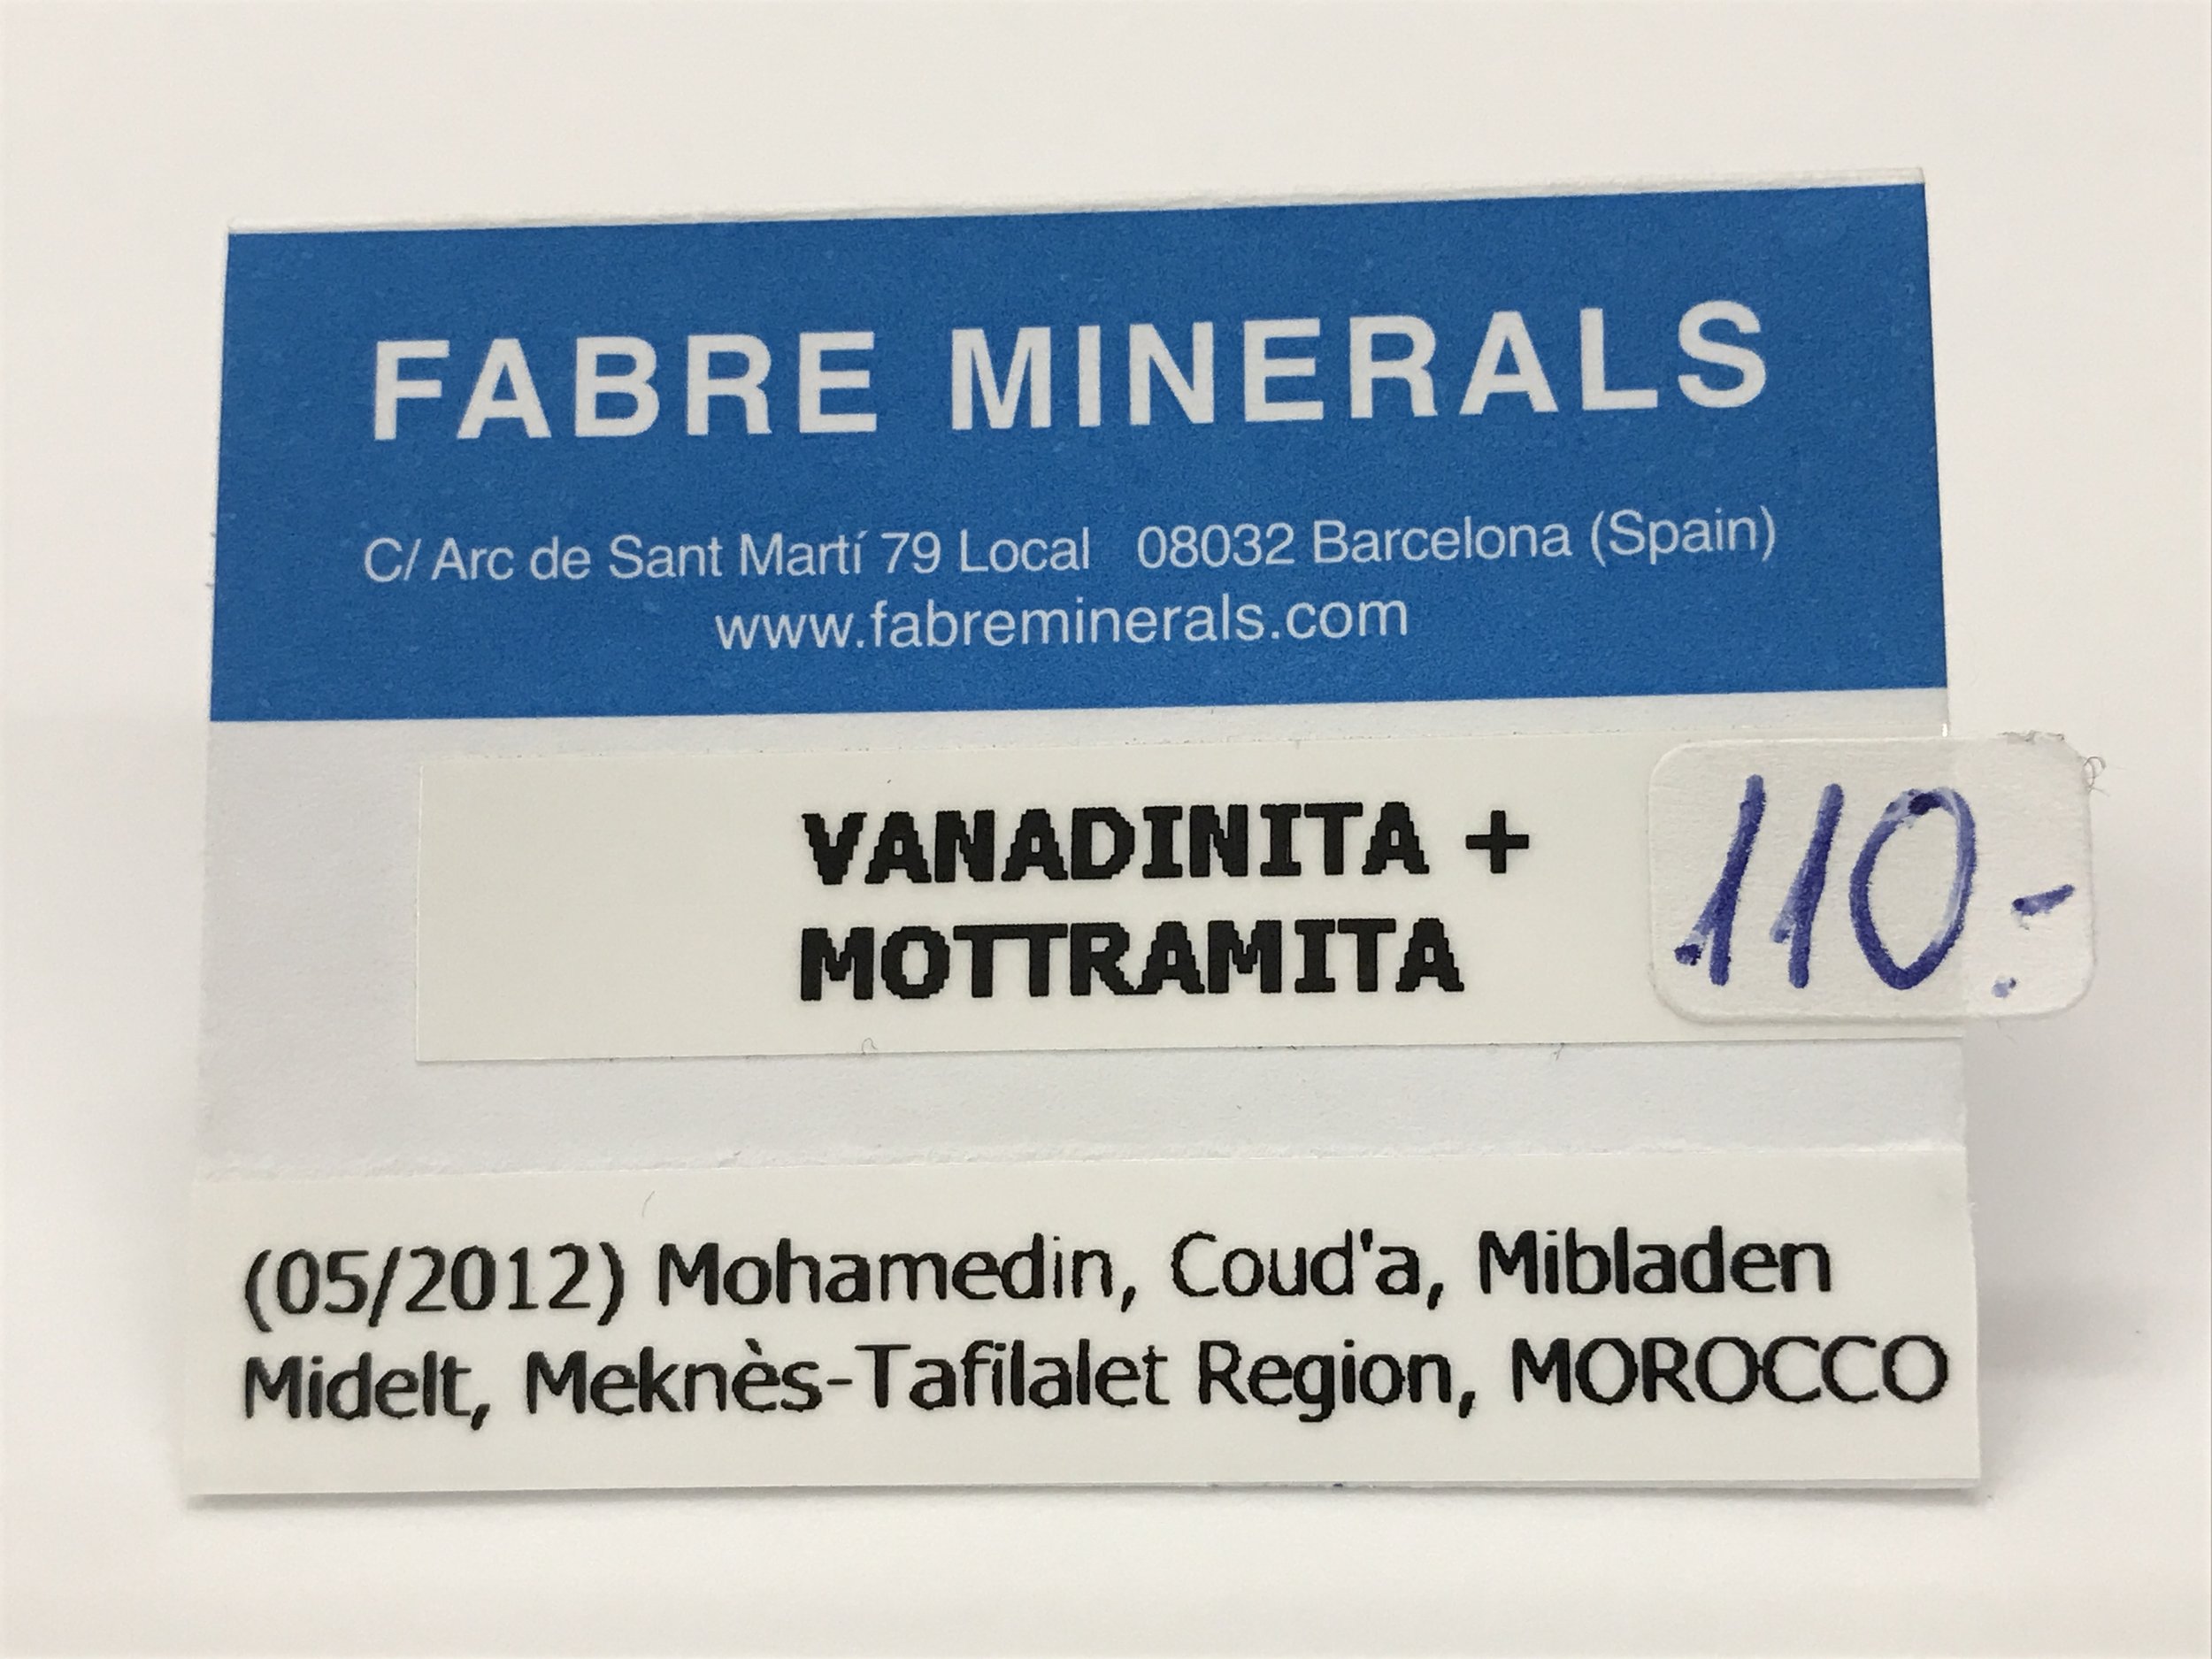 FABRE MINERALS
C/ Arc de Sant Martí 79 Local 08032 Barcelona (Spain)
www.fabreminerals.com
VANADINITA +
MOTTRAMITA
110.-
(05/2012) Mohamedin, Coud'a, Mibladen
Midelt, Meknès-Tafilalet Region, MOROCCO